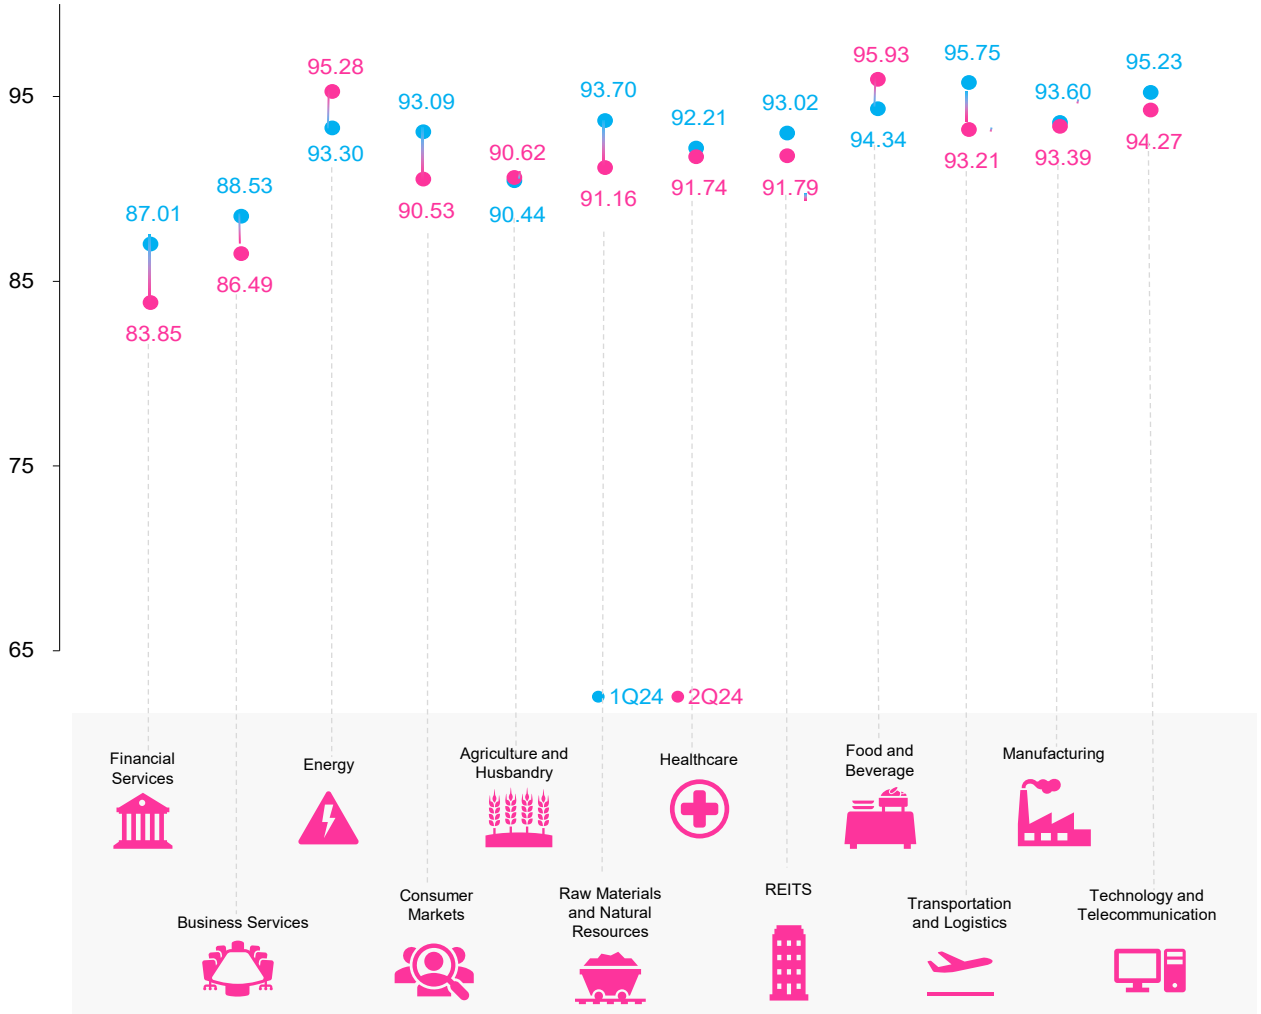 95
85
75
65
87.01
83.85
88.53
86.49
95.28
93.30
93.09
90.53
90.62
90.44
93.70
91.16
92.21
91.74
93.02
91.79
95.93
94.34
95.75
93.21
93.60
93.39
95.23
94.27
1Q24
2Q24
Financial
Services
Business Services
Energy
Consumer
Markets
Agriculture and
Husbandry
Raw Materials
and Natural
Resources
Healthcare
REITS
Food and
Beverage
Transportation
and Logistics
Manufacturing
Technology and
Telecommunication